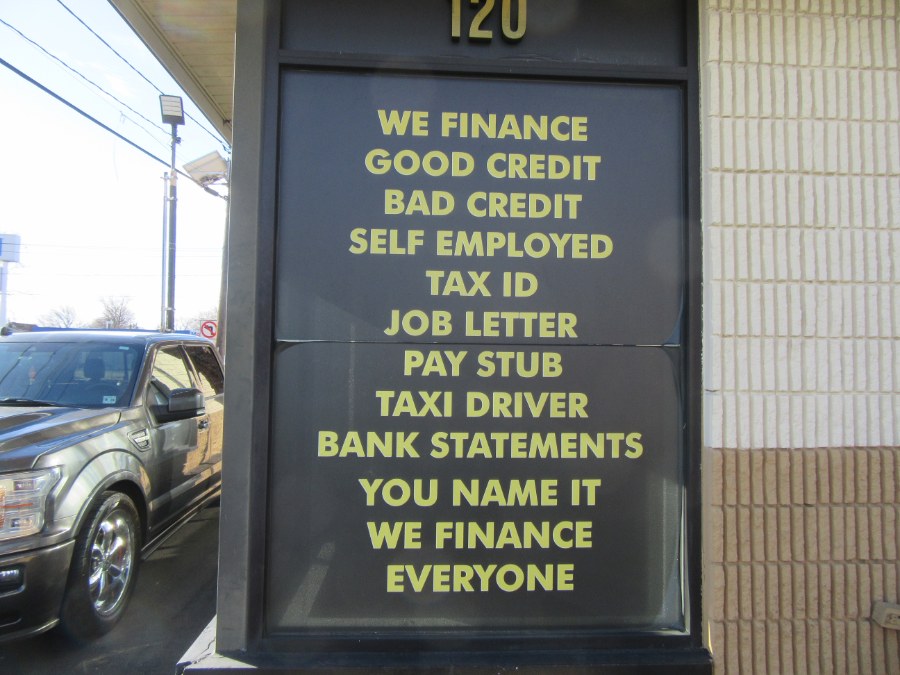 120
WE FINANCE
GOOD CREDIT
BAD CREDIT
SELF EMPLOYED
TAX ID
JOB LETTER
PAY STUB
TAXI DRIVER
BANK STATEMENTS
YOU NAME IT
WE FINANCE
EVERYONE